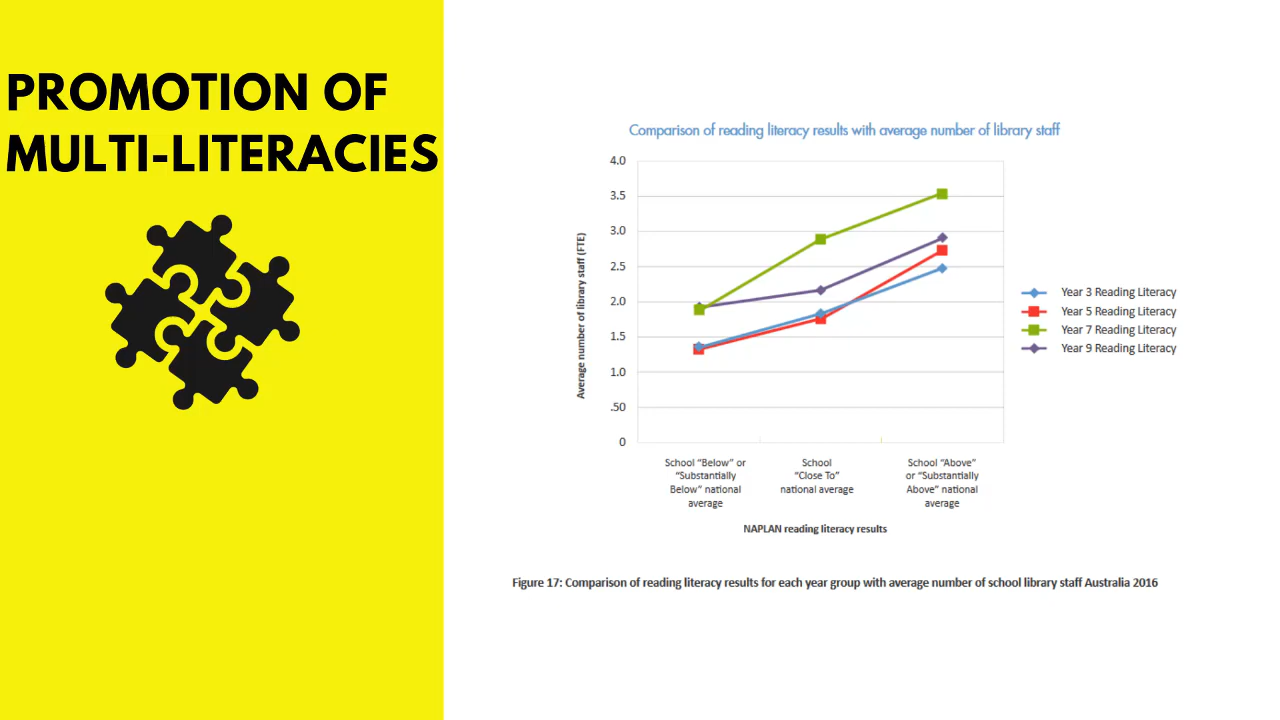 PROMOTION OF
MULTI-LITERACIES
Comparison of reading literacy results with average number of library staff
4.0
3.5
3.0
2.5
2.0
1.5
1.0
.50
0
Average number of library staff (FTE)
School “Below” or
“Substantially
Below” national
average
School
“Close To”
national average
School “Above”
or “Substantially
Above” national
average
NAPLAN reading literacy results
Year 3 Reading Literacy
Year 5 Reading Literacy
Year 7 Reading Literacy
Year 9 Reading Literacy
Figure 17: Comparison of reading literacy results for each year group with average number of school library staff Australia 2016